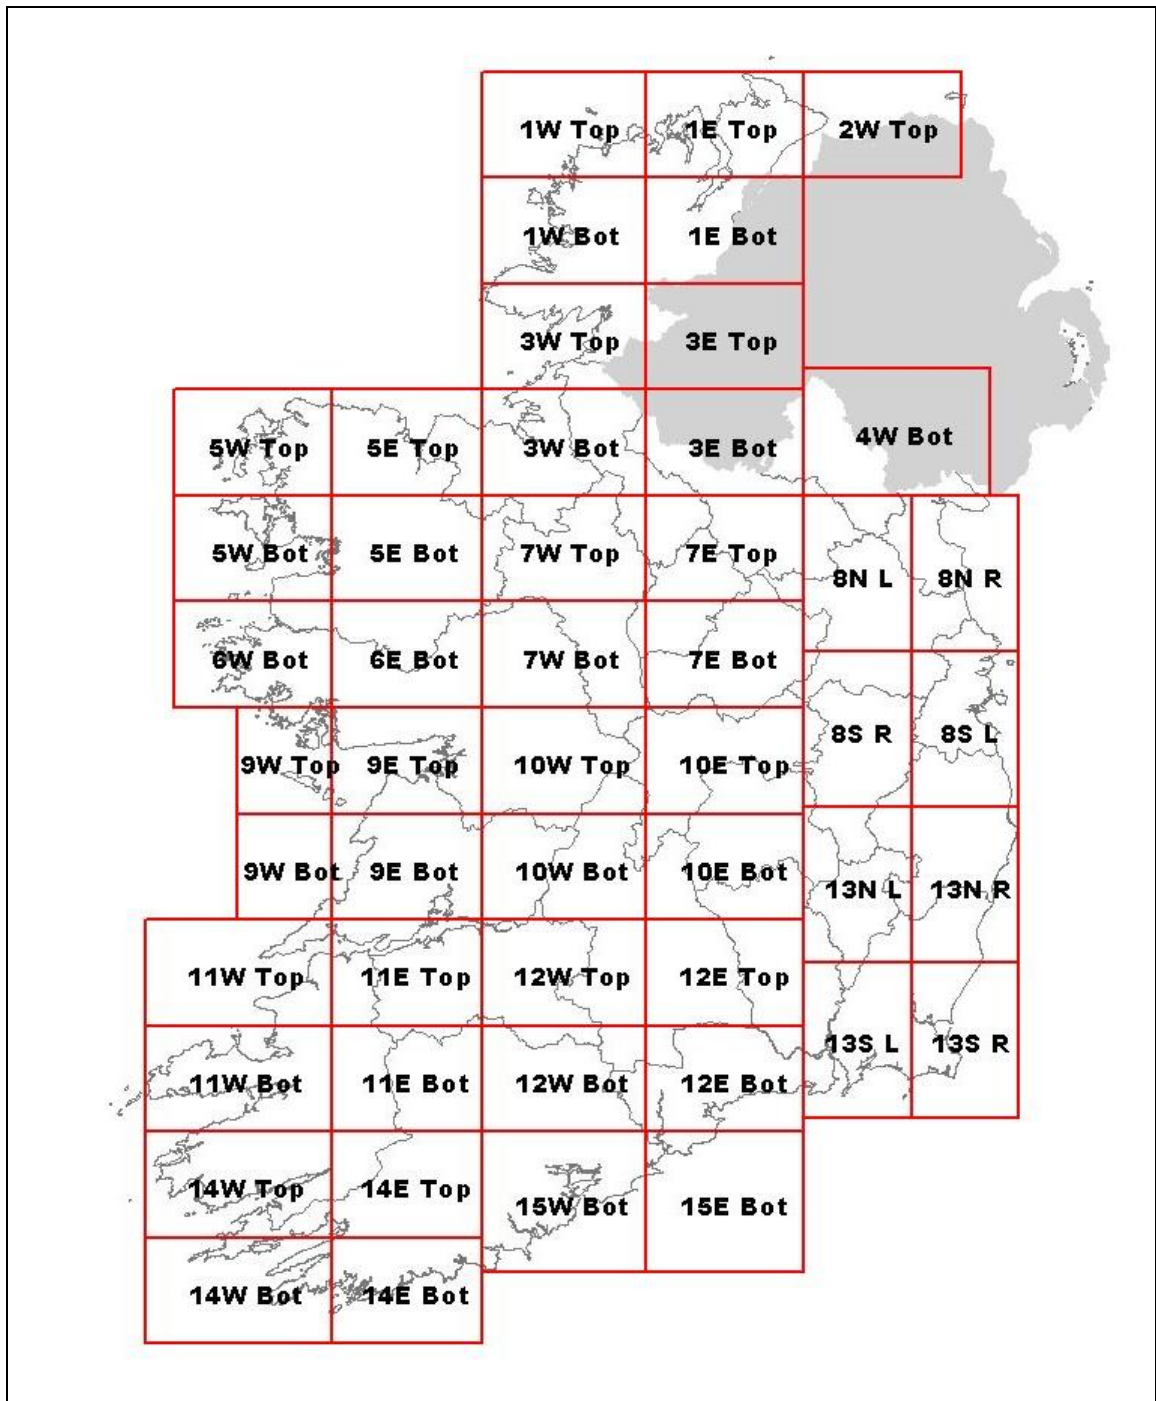 1W Top 1E Top 2W Top
1W Bot 1E Bot
3W Top 3E Top
5W Top 5E Top 3W Bot 3E Bot 4W Bot
5W Bot 5E Bot 7W Top 7E Top 8N L 8N R
6W Bot 6E Bot 7W Bot 7E Bot
8S R 8S L
9W Top 9E Top 10W Top 10E Top
9W Bot 9E Bot 10W Bot 10E Bot 13N L 13N R
11W Top 11E Top 12W Top 12E Top
13S L 13S R
11W Bot 11E Bot 12W Bot 12E Bot
14W Top 14E Top 15W Bot 15E Bot
14W Bot 14E Bot